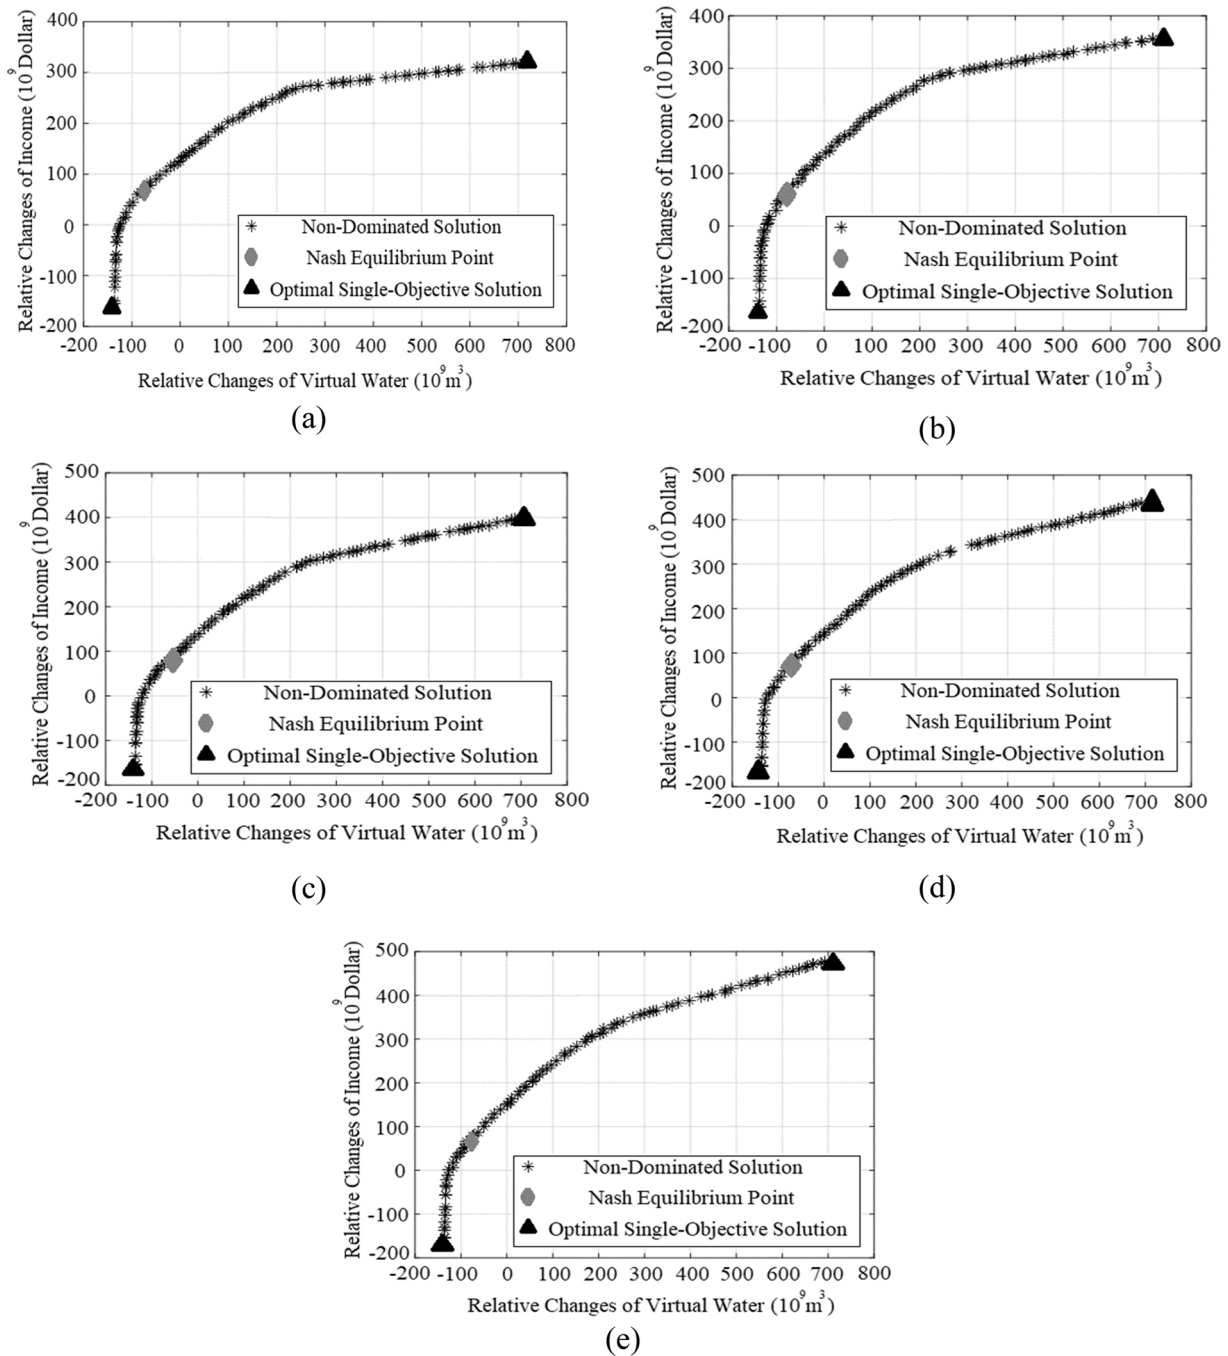 400
300
200
100
0
-100
-200
Relative Changes of Income (10^9 Dollar)
Non-Dominated Solution
Nash Equilibrium Point
Optimal Single-Objective Solution
-200 -100 0 100 200 300 400 500 600 700 800
Relative Changes of Virtual Water (10^9 m^3)
(a)
400
300
200
100
0
-100
-200
Relative Changes of Income (10^9 Dollar)
Non-Dominated Solution
Nash Equilibrium Point
Optimal Single-Objective Solution
-200 -100 0 100 200 300 400 500 600 700 800
Relative Changes of Virtual Water (10^9 m^3)
(b)
500
400
300
200
100
0
-100
-200
Relative Changes of Income (10^9 Dollar)
Non-Dominated Solution
Nash Equilibrium Point
Optimal Single-Objective Solution
-200 -100 0 100 200 300 400 500 600 700 800
Relative Changes of Virtual Water (10^9 m^3)
(c)
500
400
300
200
100
0
-100
-200
Relative Changes of Income (10^9 Dollar)
Non-Dominated Solution
Nash Equilibrium Point
Optimal Single-Objective Solution
-200 -100 0 100 200 300 400 500 600 700 800
Relative Changes of Virtual Water (10^9 m^3)
(d)
500
400
300
200
100
0
-100
-200
Relative Changes of Income (10^9 Dollar)
Non-Dominated Solution
Nash Equilibrium Point
Optimal Single-Objective Solution
-200 -100 0 100 200 300 400 500 600 700 800
Relative Changes of Virtual Water (10^9 m^3)
(e)